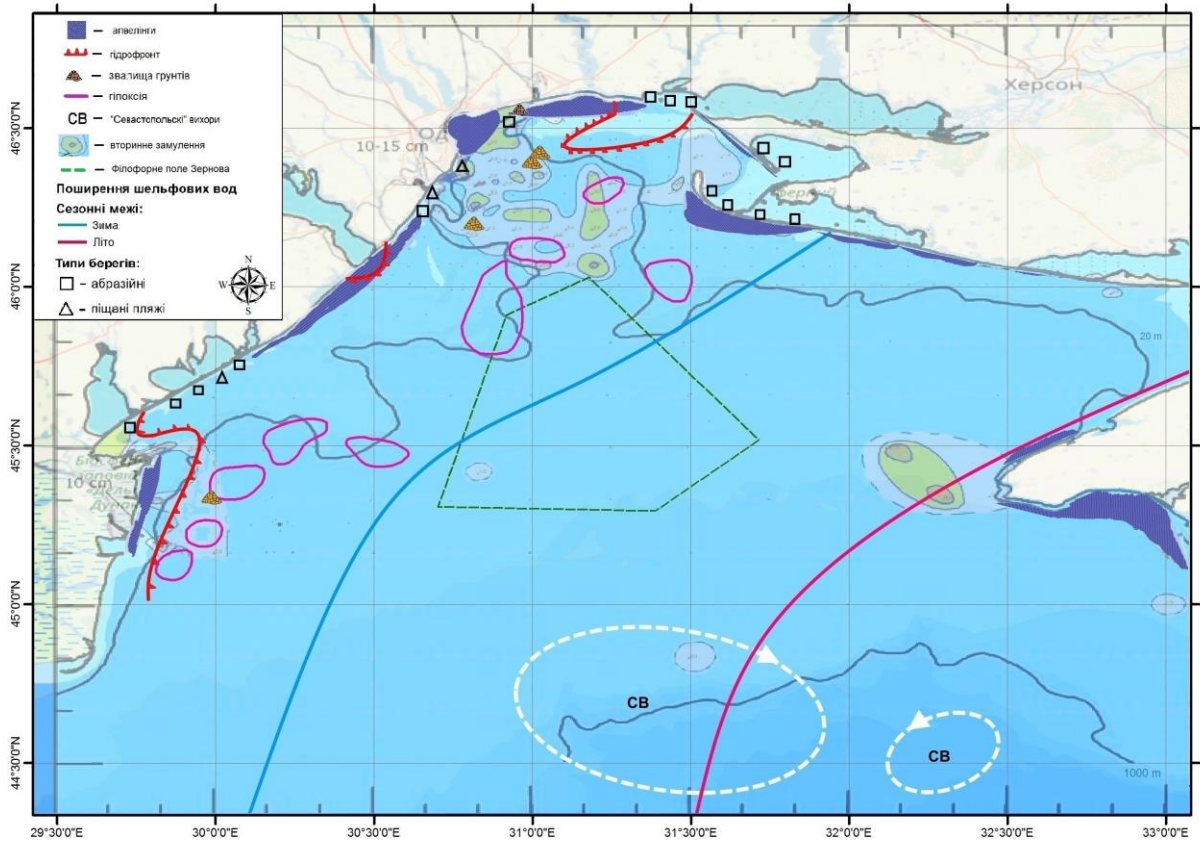 – апвелінги
– гідрофронт
– звалища ґрунтів
– гіпоксія
СВ – "Севастопольскі" вихори
– вторинне замулення
– Філофорне поле Зернова
Поширення шельфових вод
Сезонні межі:
– Зима
– Літо
Типи берегів:
– абразійні
– піщані пляжі
N
W E
S
Херсон
ОД
10-15 cm
20 m
10 cm
СВ
СВ
1000 m
46°30'0"N
46°0'0"N
45°30'0"N
45°0'0"N
44°30'0"N
29°30'0"E
30°0'0"E
30°30'0"E
31°0'0"E
31°30'0"E
32°0'0"E
32°30'0"E
33°0'0"E